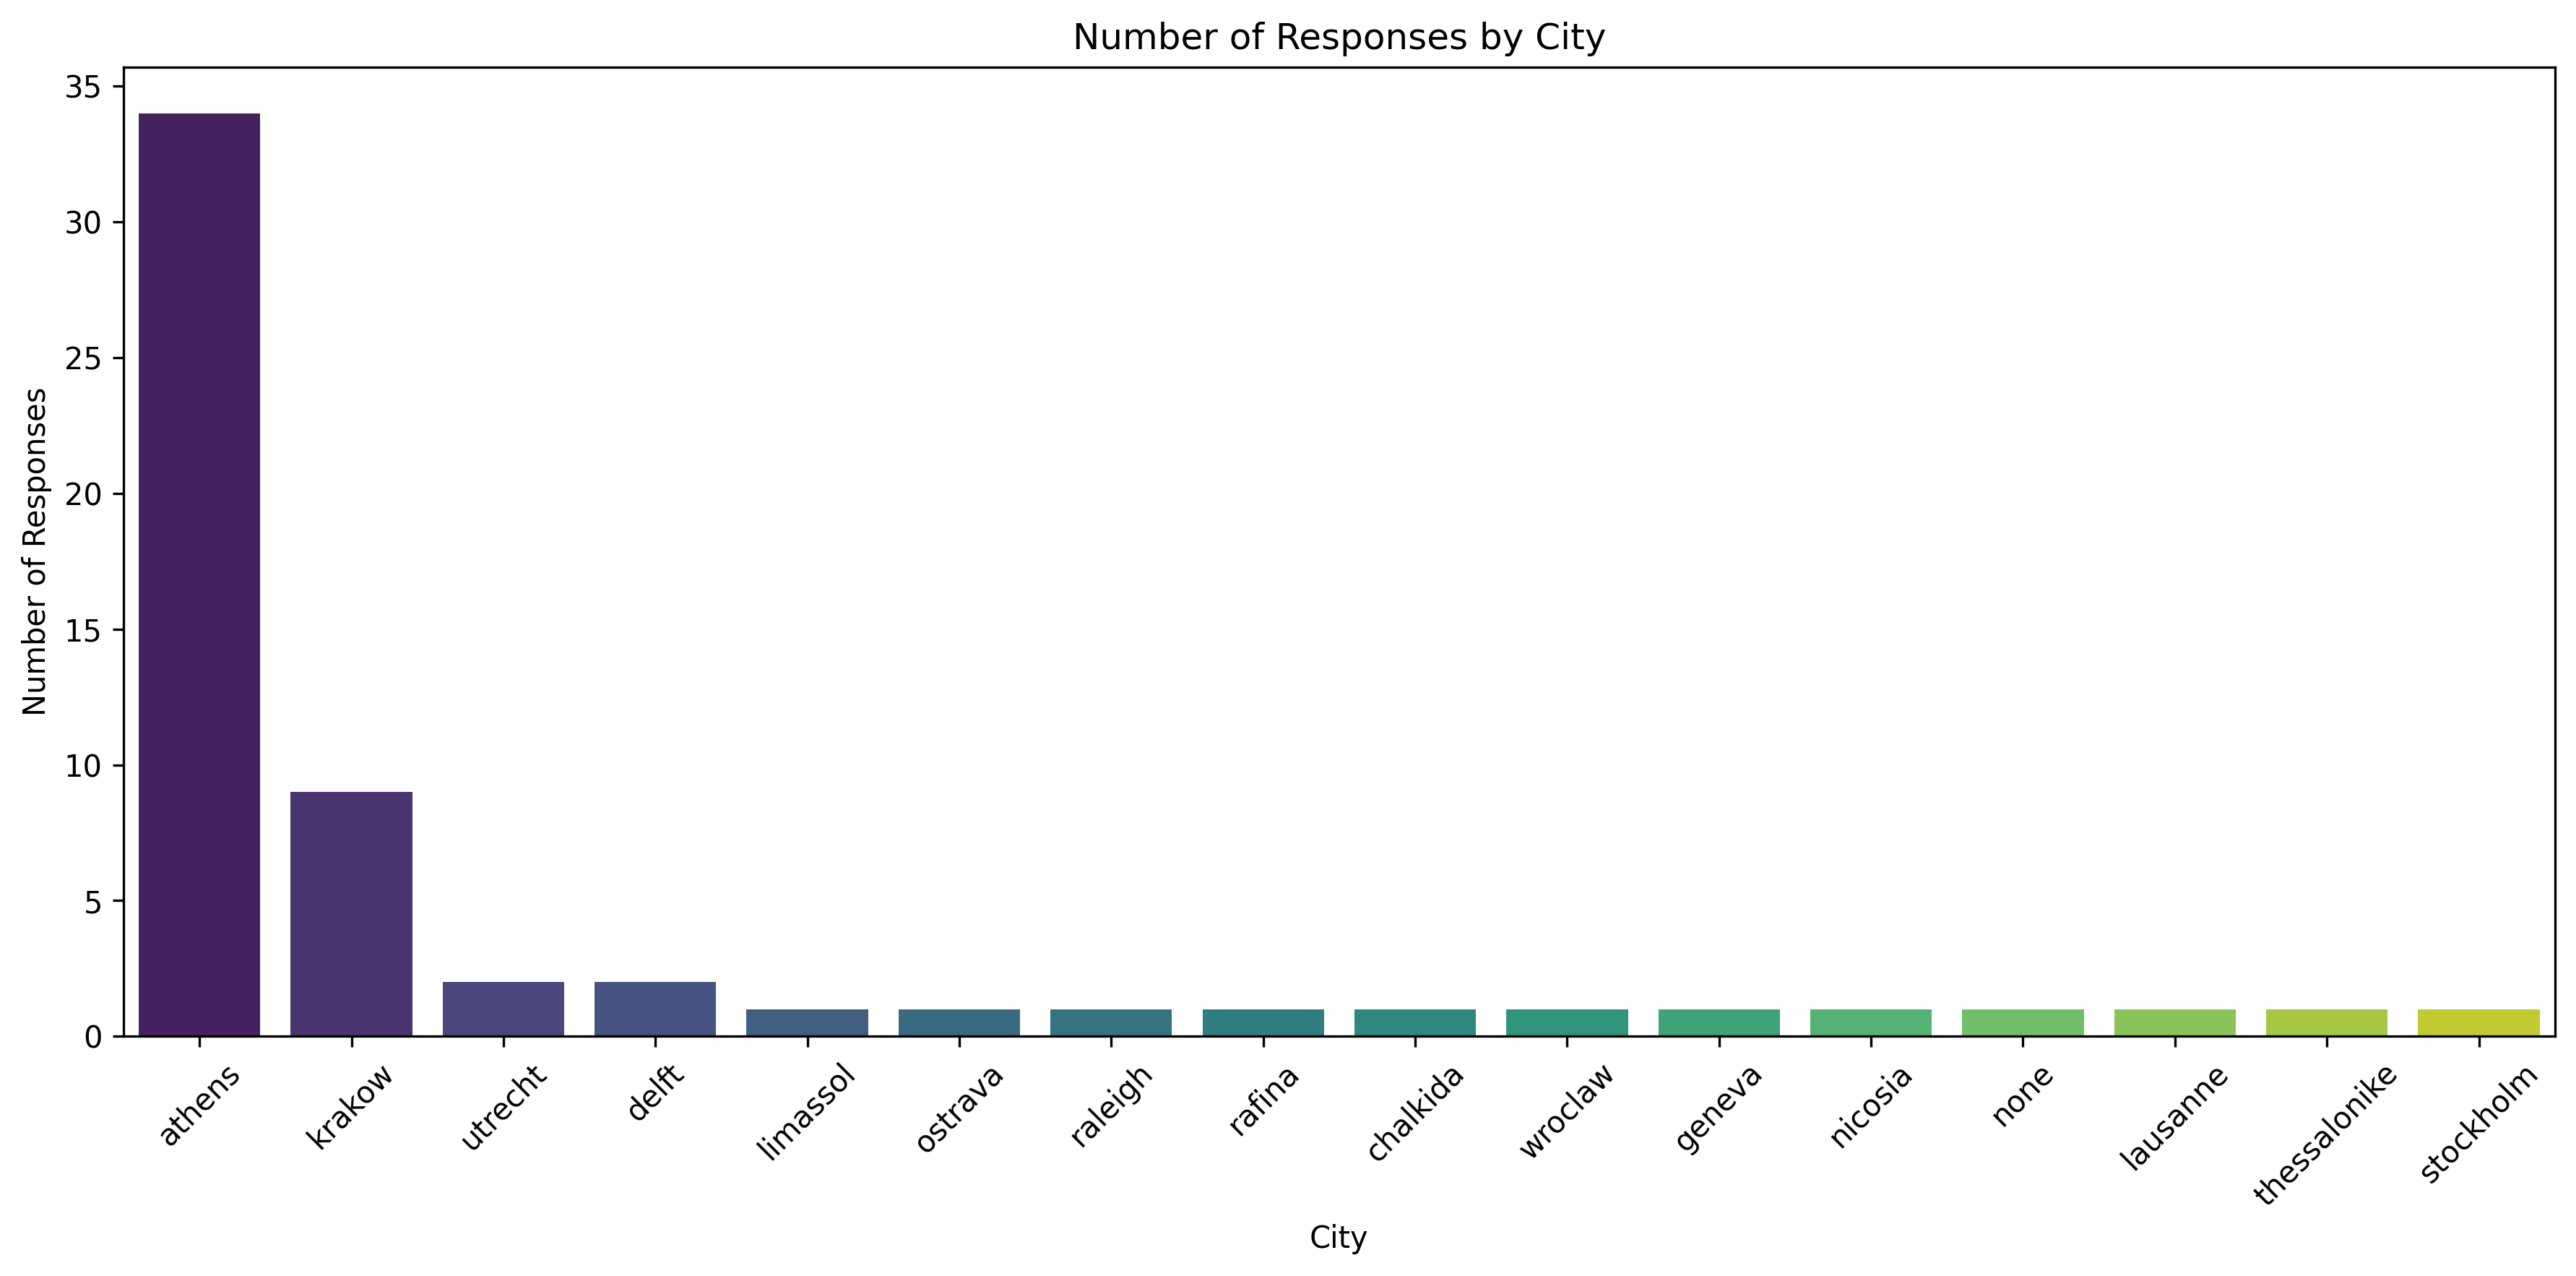 Number of Responses by City
Number of Responses
35
30
25
20
15
10
5
0
athens
krakow
utrecht
delft
limassol
ostrava
raleigh
rafina
chalkida
wroclaw
geneva
nicosia
none
lausanne
thessalonike
stockholm
City